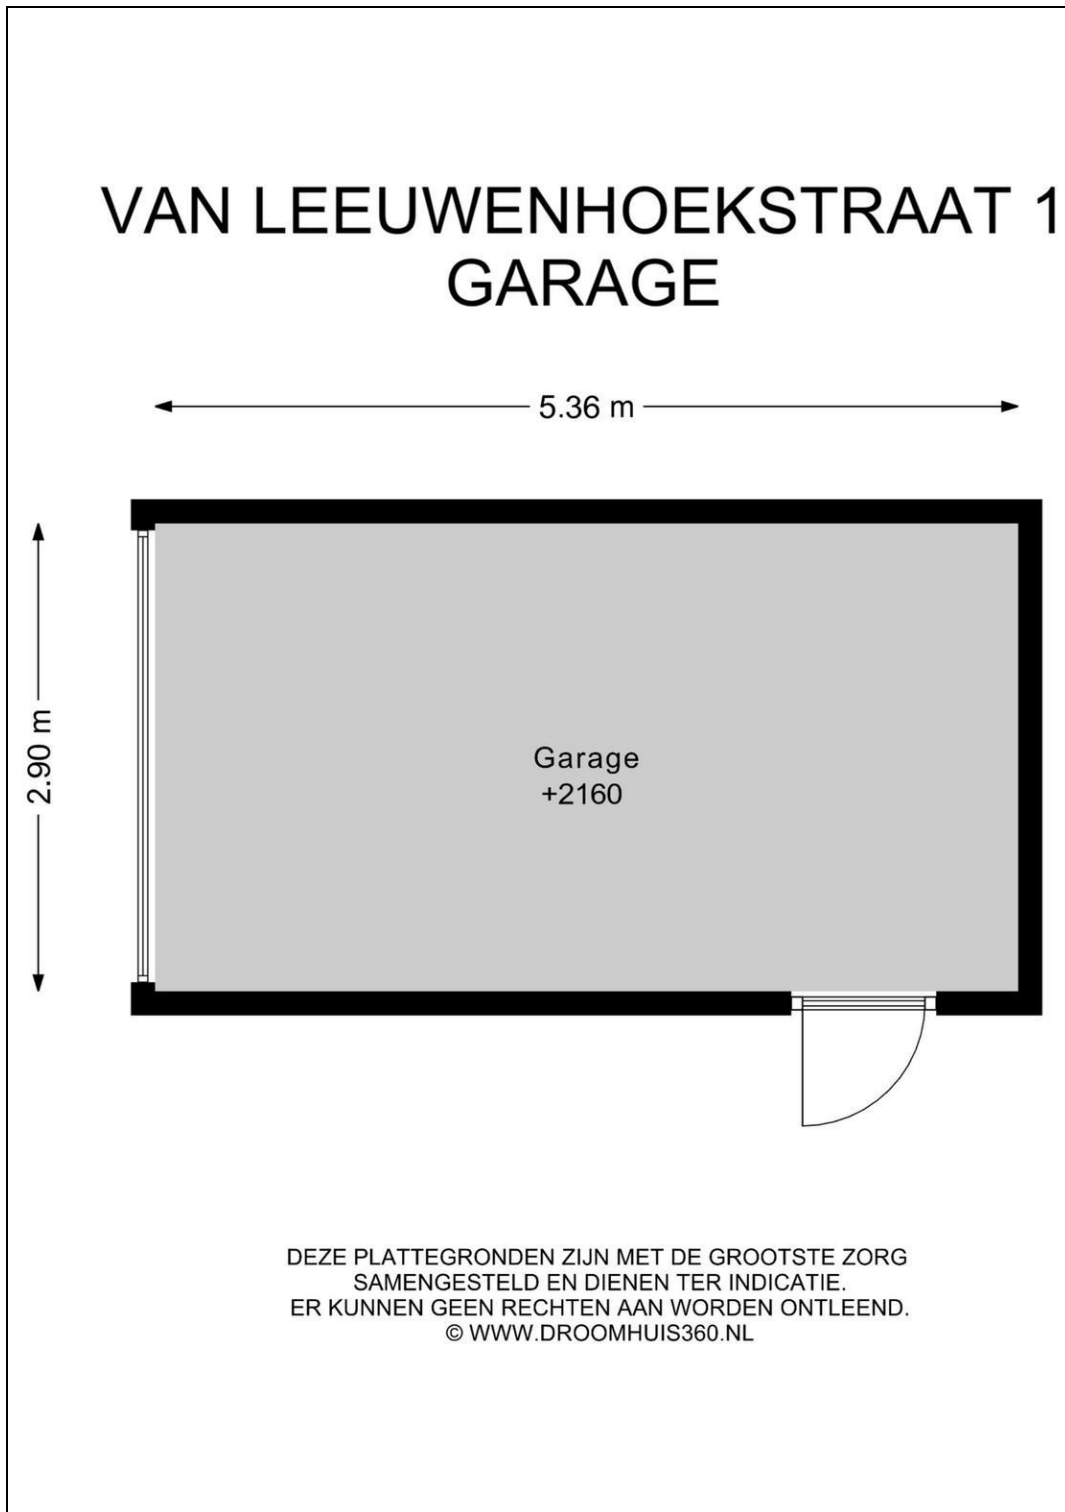 VAN LEEUWENHOEKSTRAAT 1
GARAGE
5.36 m
2.90 m
Garage
+2160
DEZE PLATTEGRONDEN ZIJN MET DE GROOTSTE ZORG
SAMENGESTELD EN DIENEN TER INDICATIE.
ER KUNNEN GEEN RECHTEN AAN WORDEN ONTLEEND.
© WWW.DROOMHUIS360.NL